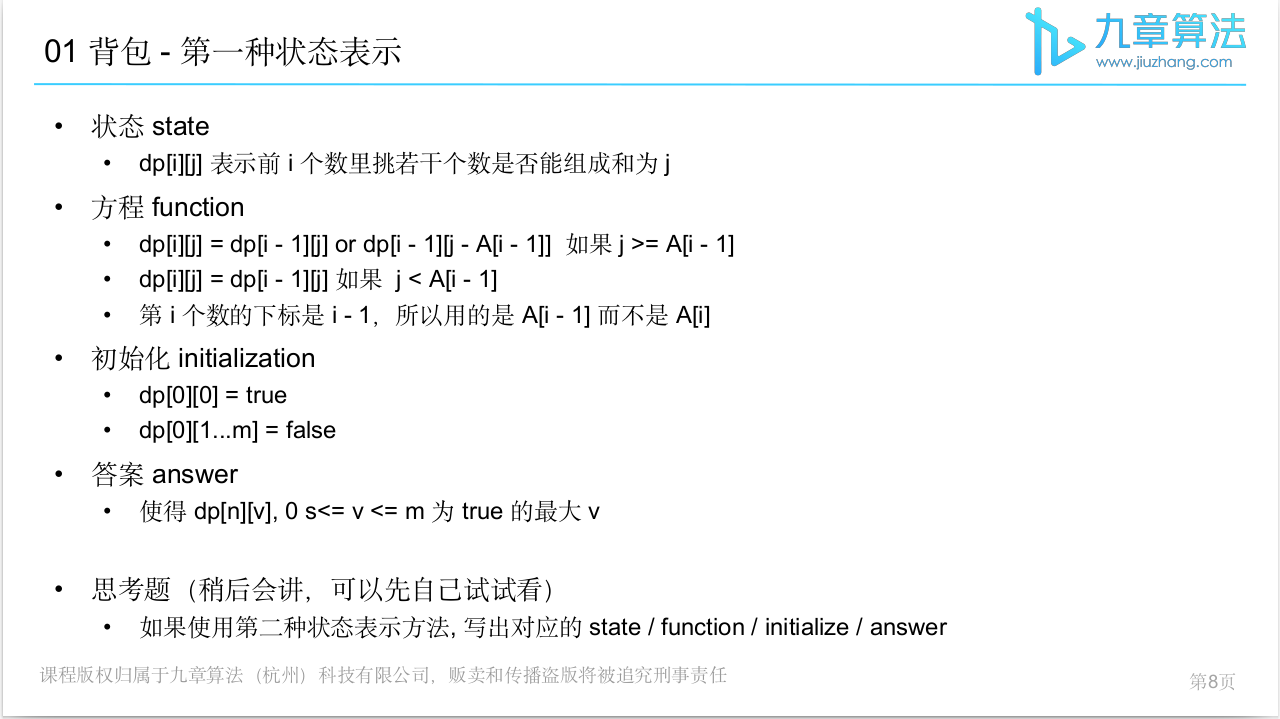 01 背包 - 第一种状态表示
九章算法
www.jiuzhang.com
• 状态 state
• dp[i][j] 表示前 i 个数里挑若干个数是否能组成和为 j
• 方程 function
• dp[i][j] = dp[i - 1][j] or dp[i - 1][j - A[i - 1]] 如果 j >= A[i - 1]
• dp[i][j] = dp[i - 1][j] 如果 j < A[i - 1]
• 第 i 个数的下标是 i - 1，所以用的是 A[i - 1] 而不是 A[i]
• 初始化 initialization
• dp[0][0] = true
• dp[0][1...m] = false
• 答案 answer
• 使得 dp[n][v], 0 s<= v <= m 为 true 的最大 v
• 思考题（稍后会讲，可以先自己试试看）
• 如果使用第二种状态表示方法, 写出对应的 state / function / initialize / answer
课程版权归属于九章算法（杭州）科技有限公司，贩卖和传播盗版将被追究刑事责任
第8页